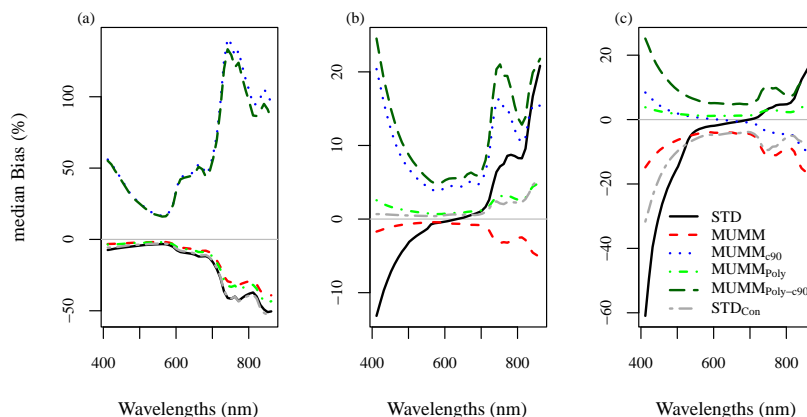 (a)
(b)
(c)
median Bias (%)
100
50
0
−50
20
10
0
−10
20
0
−20
−40
−60
STD
MUMM
MUMMc90
MUMMPoly
MUMMPoly−c90
STDCon
400
600
800
400
600
800
400
600
800
Wavelengths (nm)
Wavelengths (nm)
Wavelengths (nm)